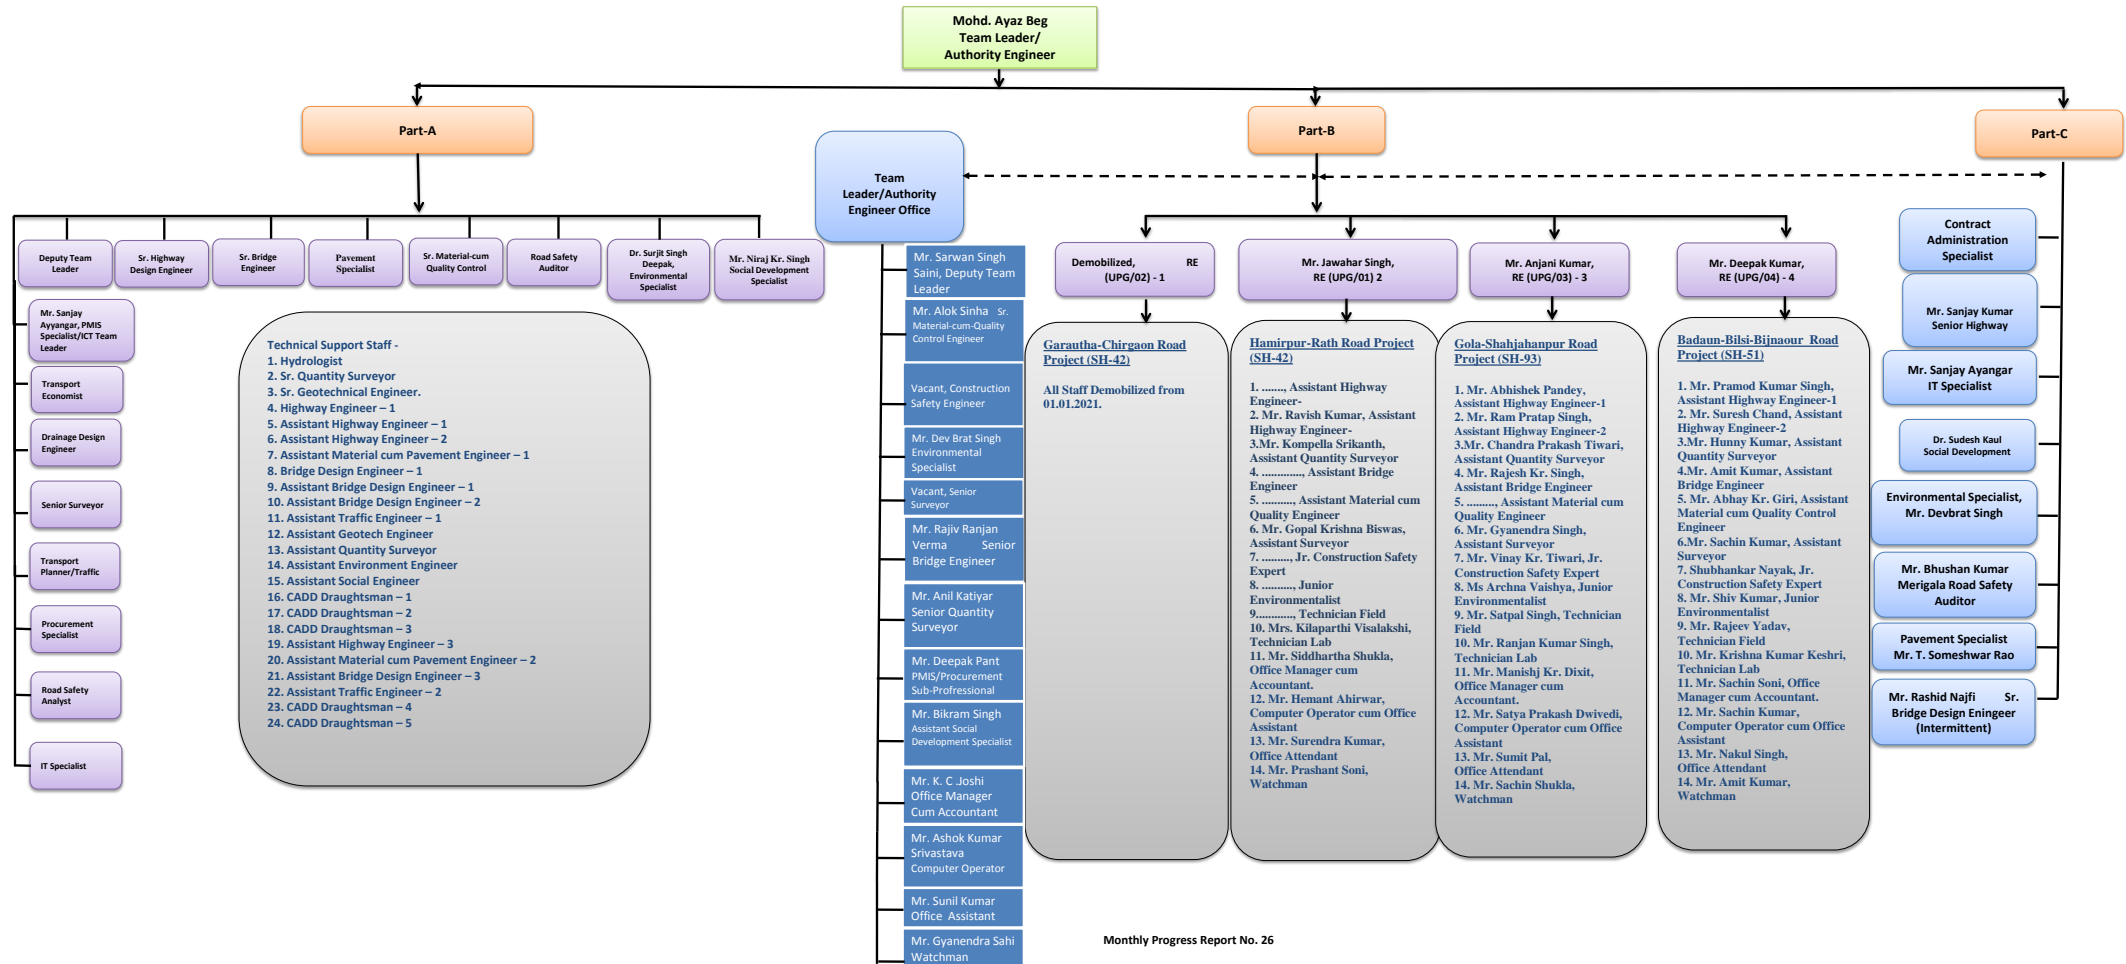 Mohd. Ayaz Beg
Team Leader/
Authority Engineer
Part-A
Part-B
Part-C
Team
Leader/Authority
Engineer Office
Deputy Team
Leader
Sr. Highway
Design Engineer
Sr. Bridge
Engineer
Pavement
Specialist
Sr. Material-cum
Quality Control
Road Safety
Auditor
Dr. Surjit Singh
Deepak,
Environmental
Specialist
Mr. Niraj Kr. Singh
Social Development
Specialist
Mr. Sanjay
Ayyangar, PMIS
Specialist/ICT Team
Leader
Transport
Economist
Drainage Design
Engineer
Senior Surveyor
Transport
Planner/Traffic
Procurement
Specialist
Road Safety
Analyst
IT Specialist
Technical Support Staff -
1. Hydrologist
2. Sr. Quantity Surveyor
3. Sr. Geotechnical Engineer.
4. Highway Engineer – 1
5. Assistant Highway Engineer – 1
6. Assistant Highway Engineer – 2
7. Assistant Material cum Pavement Engineer – 1
8. Bridge Design Engineer – 1
9. Assistant Bridge Design Engineer – 1
10. Assistant Bridge Design Engineer – 2
11. Assistant Traffic Engineer – 1
12. Assistant Geotech Engineer
13. Assistant Quantity Surveyor
14. Assistant Environment Engineer
15. Assistant Social Engineer
16. CADD Draughtsman – 1
17. CADD Draughtsman – 2
18. CADD Draughtsman – 3
19. Assistant Highway Engineer – 3
20. Assistant Material cum Pavement Engineer – 2
21. Assistant Bridge Design Engineer – 3
22. Assistant Traffic Engineer – 2
23. CADD Draughtsman – 4
24. CADD Draughtsman – 5
Mr. Sarwan Singh
Saini, Deputy Team
Leader
Mr. Alok Sinha Sr.
Material-cum-Quality
Control Engineer
Vacant, Construction
Safety Engineer
Mr. Dev Brat Singh
Environmental
Specialist
Vacant, Senior
Surveyor
Mr. Rajiv Ranjan
Verma Senior
Bridge Engineer
Mr. Anil Katiyar
Senior Quantity
Surveyor
Mr. Deepak Pant
PMIS/Procurement
Sub-Profressional
Mr. Bikram Singh
Assistant Social
Development Specialist
Mr. K. C .Joshi
Office Manager
Cum Accountant
Mr. Ashok Kumar
Srivastava
Computer Operator
Mr. Sunil Kumar
Office Assistant
Mr. Gyanendra Sahi
Watchman
Demobilized, RE
(UPG/02) - 1
Garautha-Chirgaon Road
Project (SH-42)
All Staff Demobilized from
01.01.2021.
Mr. Jawahar Singh,
RE (UPG/01) 2
Hamirpur-Rath Road Project
(SH-42)
1. ......., Assistant Highway
Engineer-
2. Mr. Ravish Kumar, Assistant
Highway Engineer-
3.Mr. Kompella Srikanth,
Assistant Quantity Surveyor
4. ............., Assistant Bridge
Engineer
5. ........., Assistant Material cum
Quality Engineer
6. Mr. Gopal Krishna Biswas,
Assistant Surveyor
7. ........., Jr. Construction Safety
Expert
8. ........., Junior
Environmentalist
9............, Technician Field
10. Mrs. Kilaparthi Visalakshi,
Technician Lab
11. Mr. Siddhartha Shukla,
Office Manager cum
Accountant.
12. Mr. Hemant Ahirwar,
Computer Operator cum Office
Assistant
13. Mr. Surendra Kumar,
Office Attendant
14. Mr. Prashant Soni,
Watchman
Mr. Anjani Kumar,
RE (UPG/03) - 3
Gola-Shahjahanpur Road
Project (SH-93)
1. Mr. Abhishek Pandey,
Assistant Highway Engineer-1
2. Mr. Ram Pratap Singh,
Assistant Highway Engineer-2
3.Mr. Chandra Prakash Tiwari,
Assistant Quantity Surveyor
4. Mr. Rajesh Kr. Singh,
Assistant Bridge Engineer
5. ........, Assistant Material cum
Quality Engineer
6. Mr. Gyanendra Singh,
Assistant Surveyor
7. Mr. Vinay Kr. Tiwari, Jr.
Construction Safety Expert
8. Ms Archna Vaishya, Junior
Environmentalist
9. Mr. Satpal Singh, Technician
Field
10. Mr. Ranjan Kumar Singh,
Technician Lab
11. Mr. Manishj Kr. Dixit,
Office Manager cum
Accountant.
12. Mr. Satya Prakash Dwivedi,
Computer Operator cum Office
Assistant
13. Mr. Sumit Pal,
Office Attendant
14. Mr. Sachin Shukla,
Watchman
Mr. Deepak Kumar,
RE (UPG/04) - 4
Badaun-Bilsi-Bijnaour Road
Project (SH-51)
1. Mr. Pramod Kumar Singh,
Assistant Highway Engineer-1
2. Mr. Suresh Chand, Assistant
Highway Engineer-2
3.Mr. Hunny Kumar, Assistant
Quantity Surveyor
4.Mr. Amit Kumar, Assistant
Bridge Engineer
5. Mr. Abhay Kr. Giri, Assistant
Material cum Quality Control
Engineer
6.Mr. Sachin Kumar, Assistant
Surveyor
7. Shubhankar Nayak, Jr.
Construction Safety Expert
8. Mr. Shiv Kumar, Junior
Environmentalist
9. Mr. Rajeev Yadav,
Technician Field
10. Mr. Krishna Kumar Keshri,
Technician Lab
11. Mr. Sachin Soni, Office
Manager cum Accountant.
12. Mr. Sachin Kumar,
Computer Operator cum Office
Assistant
13. Mr. Nakul Singh,
Office Attendant
14. Mr. Amit Kumar,
Watchman
Contract
Administration
Specialist
Mr. Sanjay Kumar
Senior Highway
Mr. Sanjay Ayangar
IT Specialist
Dr. Sudesh Kaul
Social Development
Environmental Specialist,
Mr. Devbrat Singh
Mr. Bhushan Kumar
Merigala Road Safety
Auditor
Pavement Specialist
Mr. T. Someshwar Rao
Mr. Rashid Najfi Sr.
Bridge Design Eningeer
(Intermittent)
Monthly Progress Report No. 26